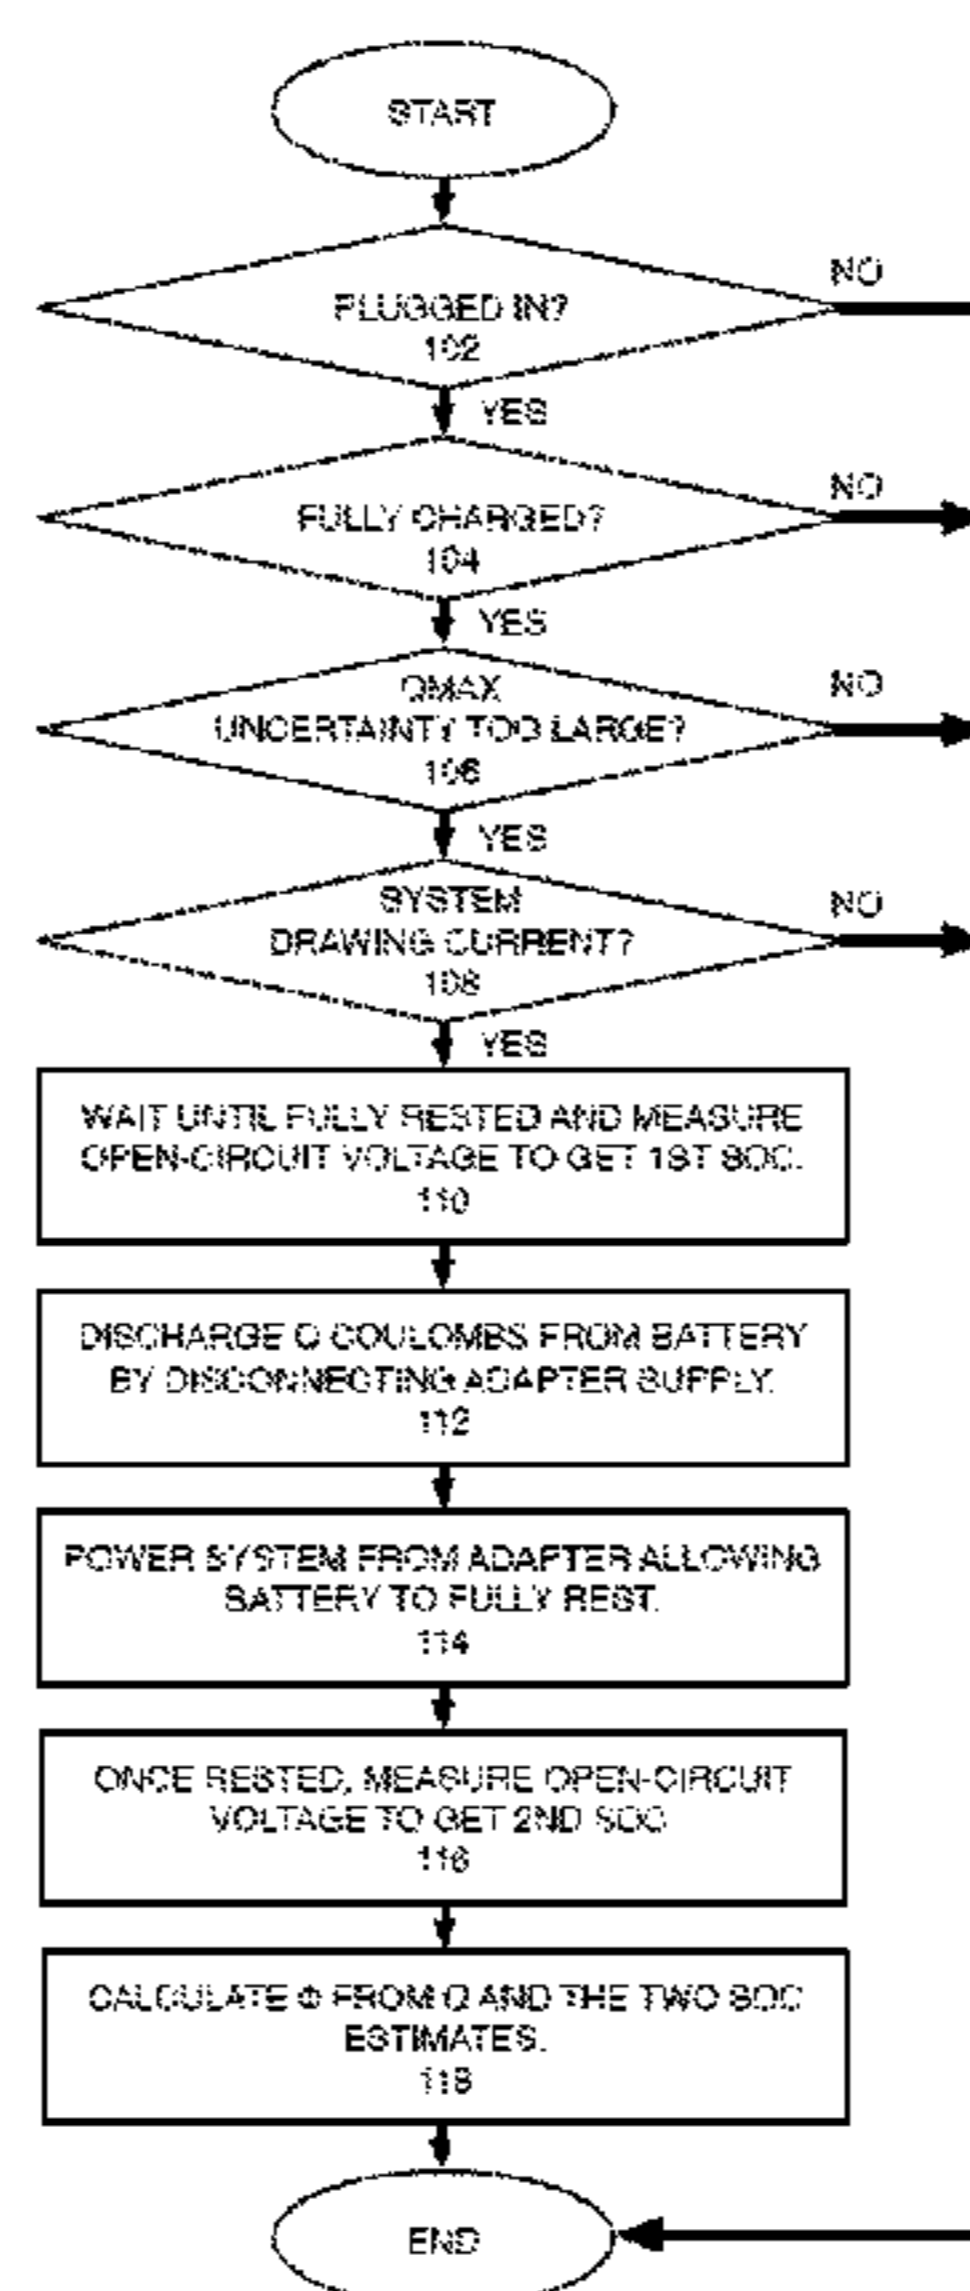 START
NO
PLUGGED IN?
102
YES
NO
FULLY CHARGED?
104
YES
QMAX
NO
UNCERTAINTY TOO LARGE?
106
YES
SYSTEM
NO
DRAWING CURRENT?
108
YES
WAIT UNTIL FULLY RESTED AND MEASURE
OPEN-CIRCUIT VOLTAGE TO GET 1ST SOC.
110
DISCHARGE Q COULOMBS FROM BATTERY
BY DISCONNECTING ADAPTER SUPPLY.
112
POWER SYSTEM FROM ADAPTER ALLOWING
BATTERY TO FULLY REST.
114
ONCE RESTED, MEASURE OPEN-CIRCUIT
VOLTAGE TO GET 2ND SOC
116
CALCULATE Φ FROM Q AND THE TWO SOC
ESTIMATES.
118
END